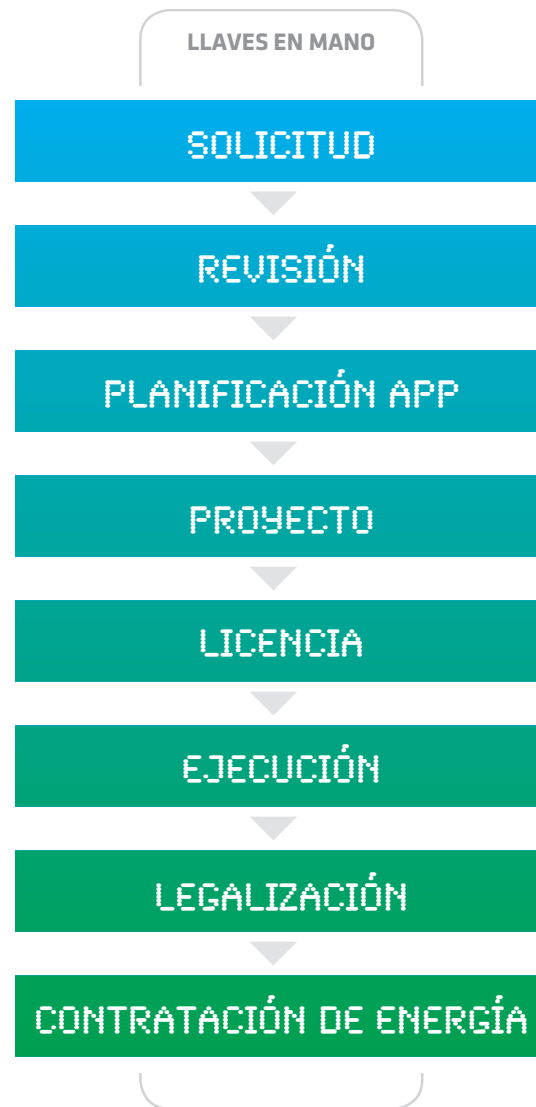 LLAVES EN MANO
SOLICITUD
REVISIÓN
PLANIFICACIÓN APP
PROYECTO
LICENCIA
EJECUCIÓN
LEGALIZACIÓN
CONTRATACIÓN DE ENERGÍA